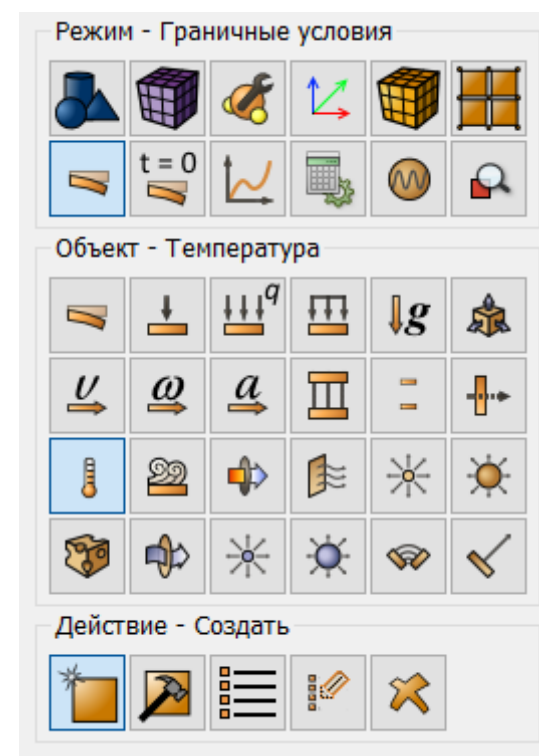 Режим - Граничные условия
t = 0
Объект - Температура
q
g
υ ω a
Действие - Создать